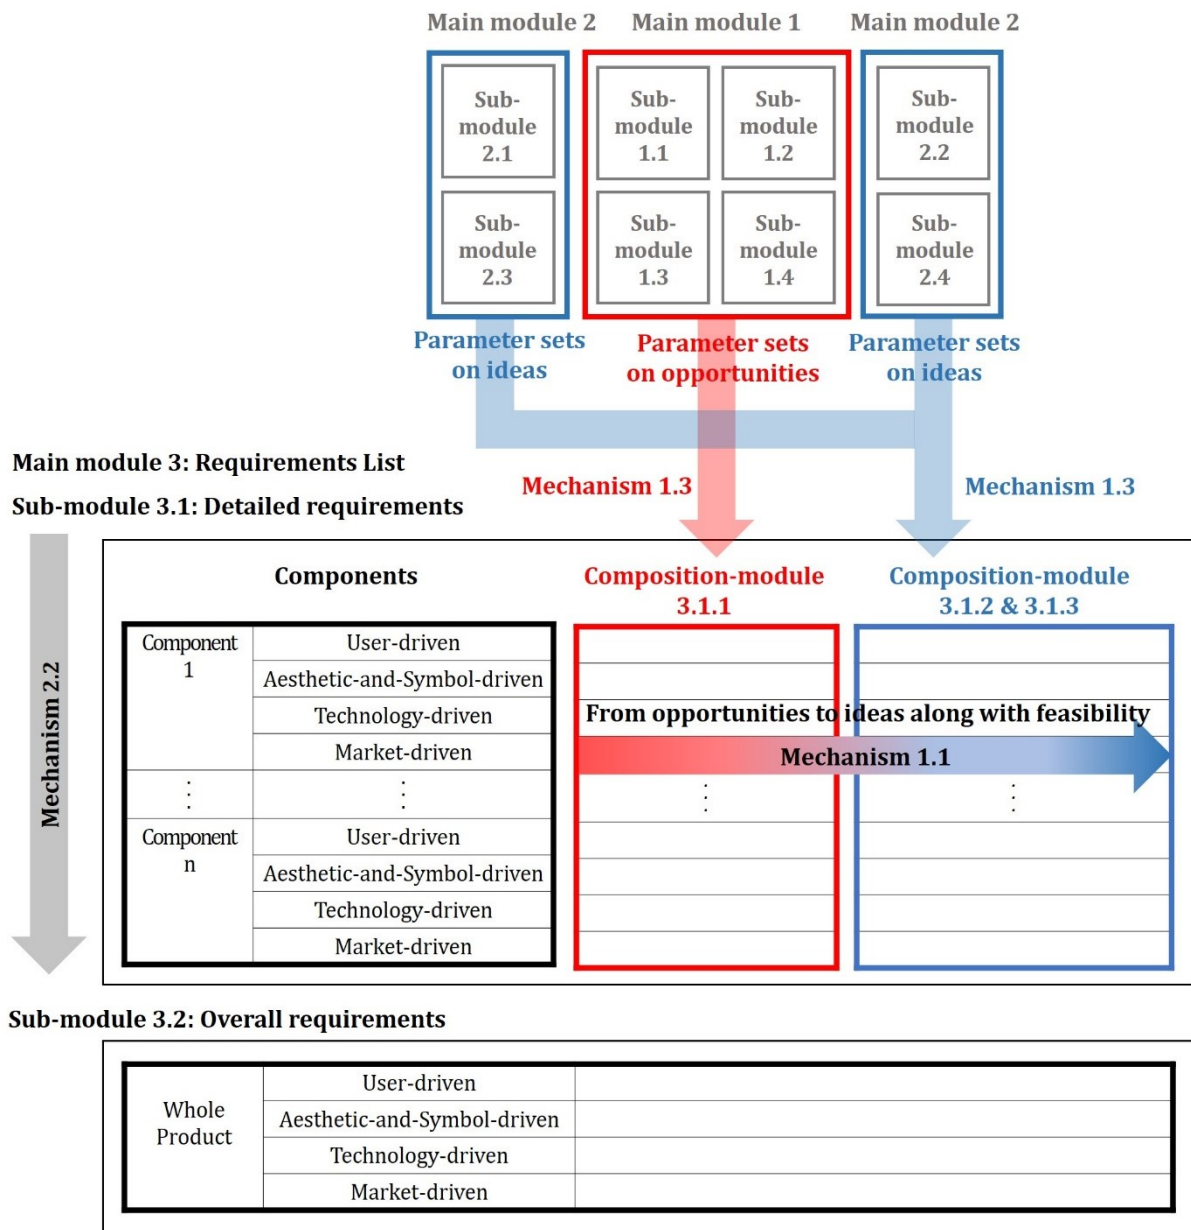 Main module 2
Main module 1
Main module 2
Sub-
module
2.1
Sub-
module
1.1
Sub-
module
1.2
Sub-
module
2.2
Sub-
module
2.3
Sub-
module
1.3
Sub-
module
1.4
Sub-
module
2.4
Parameter sets
on ideas
Parameter sets
on opportunities
Parameter sets
on ideas
Main module 3: Requirements List
Mechanism 1.3
Mechanism 1.3
Sub-module 3.1: Detailed requirements
Mechanism 2.2
Components
Composition-module
3.1.1
Composition-module
3.1.2 & 3.1.3
Component
1
User-driven
Aesthetic-and-Symbol-driven
Technology-driven
Market-driven
From opportunities to ideas along with feasibility
Mechanism 1.1
⋮
⋮
⋮
⋮
Component
n
User-driven
Aesthetic-and-Symbol-driven
Technology-driven
Market-driven
Sub-module 3.2: Overall requirements
Whole
Product
User-driven
Aesthetic-and-Symbol-driven
Technology-driven
Market-driven